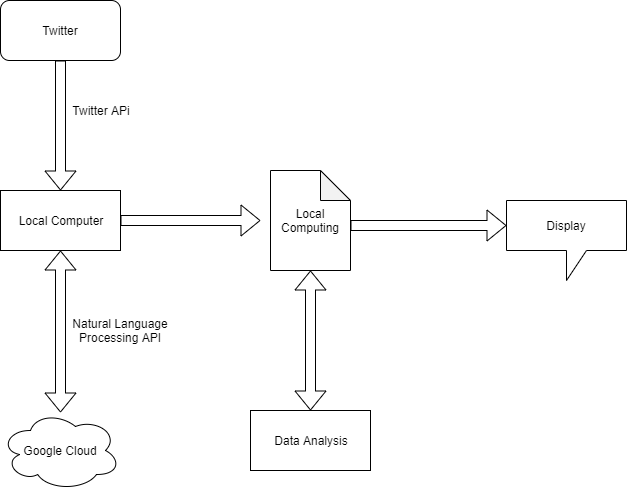 Twitter
Twitter APi
Local Computer
Local
Computing
Display
Natural Language
Processing API
Google Cloud
Data Analysis